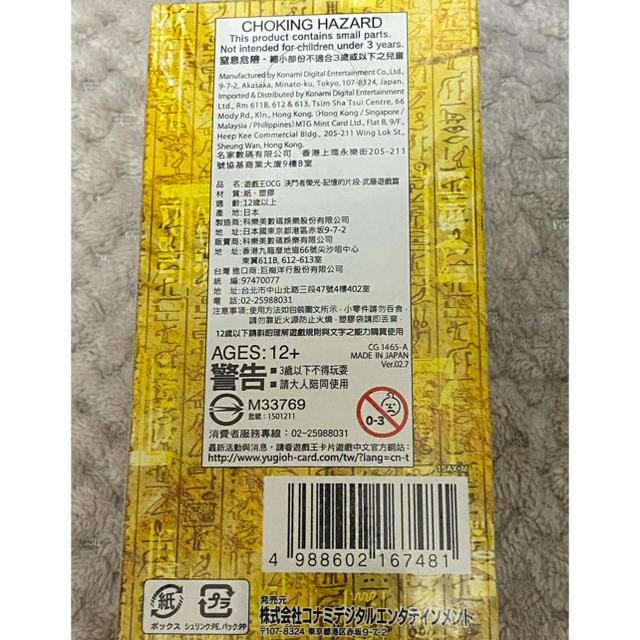 CHOKING HAZARD
This product contains small parts.
Not intended for children under 3 years.
窒息危險‧細小部份不適合3歲或以下之兒童
Manufactured by Konami Digital Entertainment Co.,Ltd.,
9-7-2, Akasaka, Minato-ku, Tokyo, 107-8324, Japan.
Imported & Distributed by Konami Digital Entertainment
Ltd., Rm 611B, 612 & 613, Tsim Sha Tsui Centre, 66
Mody Rd., Kln., Hong Kong. (Hong Kong / Singapore /
Malaysia / Philippines) MTG Mint Card Ltd., Flat B, 9/F.,
Heep Kee Commercial Bldg., 205-211 Wing Lok St.,
Sheung Wan, Hong Kong.
名家數碼有限公司 香港上環永樂街205-211
號協基商業大廈9樓B室
品 名：遊戲王OCG 決鬥者榮光-記憶的片段-武藤遊戲篇
材 質：紙、塑膠
適 齡：12歲以上
產 地：日本
製造商：科樂美數碼娛樂股份有限公司
地 址：日本國東京都港區赤坂9-7-2
販賣商：科樂美數碼娛樂有限公司
地 址：香港九龍麼地道66號尖沙咀中心
東翼611B, 612-613室
台灣進口商：巨崗洋行股份有限公司
統 編：97470077
地 址：台北市中山北路三段47號4樓402室
電 話：02-25988031
注意事項：使用方法如包裝圖文所示，小零件請勿吞食，
請勿靠近火源防止火燒，塑膠袋請即丟棄。
12歲以下請斟酌理解遊戲規則與文字之能力購買使用
AGES: 12+
CG 1465-A
MADE IN JAPAN
Ver.02.7
警告
■3歲以下不得玩耍
■請大人陪同使用
M33769
批號：1501211
0-3
消費者服務專線：02-25988031
最新活動與消息，請看遊戲王卡片遊戲中文官方網站：
http://www.yugioh-card.com/tw/?lang=cn-t
15AX-M
4 988602 167481
紙
ボックス
プラ
シュリンク:PE、パック:PP
発売元
株式会社コナミデジタルエンタテインメント
〒107-8324 東京都港区赤坂9-7-2